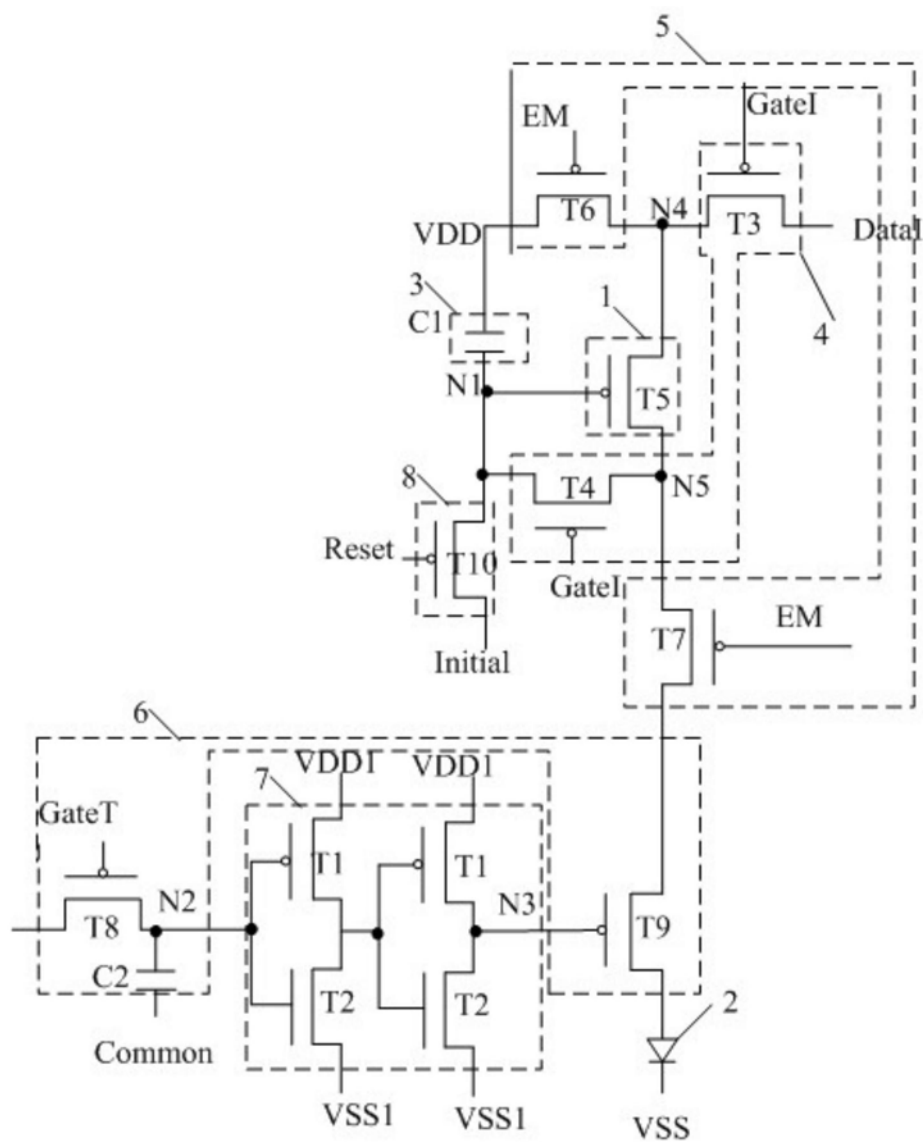 5
EM
GateI
T6
N4
T3
VDD
DataI
3
1
4
C1
N1
T5
8
T4
N5
Reset
T10
GateI
EM
T7
Initial
6
VDD1
VDD1
7
GateT
T1
T1
N2
N3
T8
T9
C2
T2
T2
2
Common
VSS1
VSS1
VSS